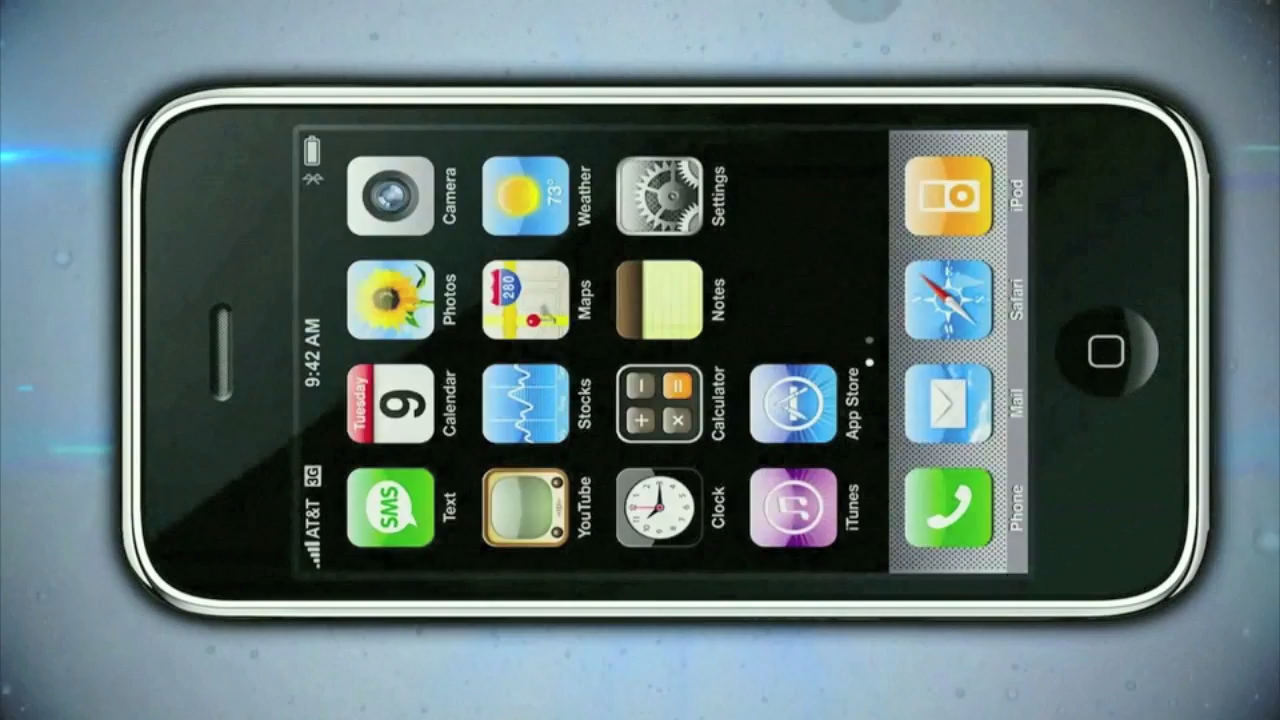 AT&T 3G 9:42 AM
SMS Tuesday 9
Text Calendar Photos Camera
280 73°
YouTube Stocks Maps Weather
Clock Calculator Notes Settings
iTunes App Store
Phone Mail Safari iPod